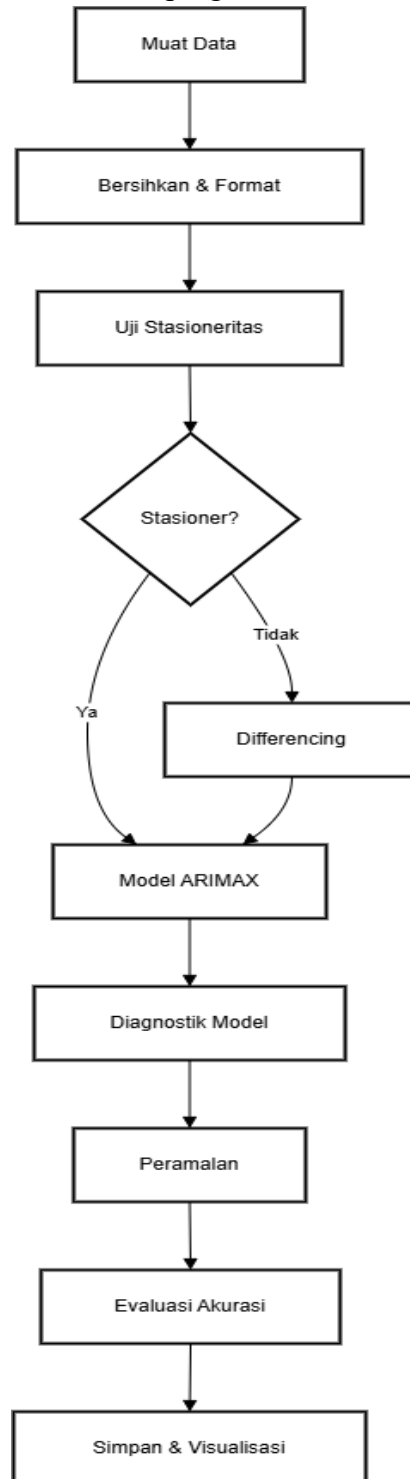 Muat Data
Bersihkan & Format
Uji Stasioneritas
Stasioner?
Tidak
Ya
Differencing
Model ARIMAX
Diagnostik Model
Peramalan
Evaluasi Akurasi
Simpan & Visualisasi